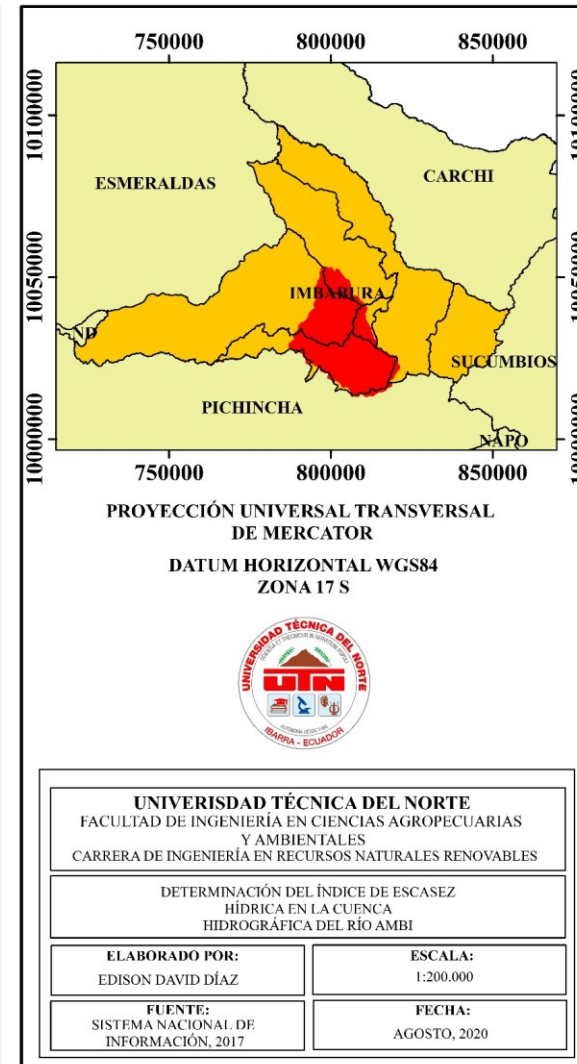 750000 800000 850000
10100000 10100000
ESMERALDAS CARCHI
10050000 10050000
IMBABURA
ND
SUCUMBIOS
PICHINCHA
10000000 10000000
NAPO
750000 800000 850000
PROYECCIÓN UNIVERSAL TRANSVERSAL
DE MERCATOR
DATUM HORIZONTAL WGS84
ZONA 17 S
UNIVERSIDAD TÉCNICA DEL NORTE
UTN
IBARRA - ECUADOR
UNIVERISDAD TÉCNICA DEL NORTE
FACULTAD DE INGENIERÍA EN CIENCIAS AGROPECUARIAS
Y AMBIENTALES
CARRERA DE INGENIERÍA EN RECURSOS NATURALES RENOVABLES
DETERMINACIÓN DEL ÍNDICE DE ESCASEZ
HÍDRICA EN LA CUENCA
HIDROGRÁFICA DEL RÍO AMBI
ELABORADO POR:
EDISON DAVID DÍAZ
ESCALA:
1:200.000
FUENTE:
SISTEMA NACIONAL DE
INFORMACIÓN, 2017
FECHA:
AGOSTO, 2020